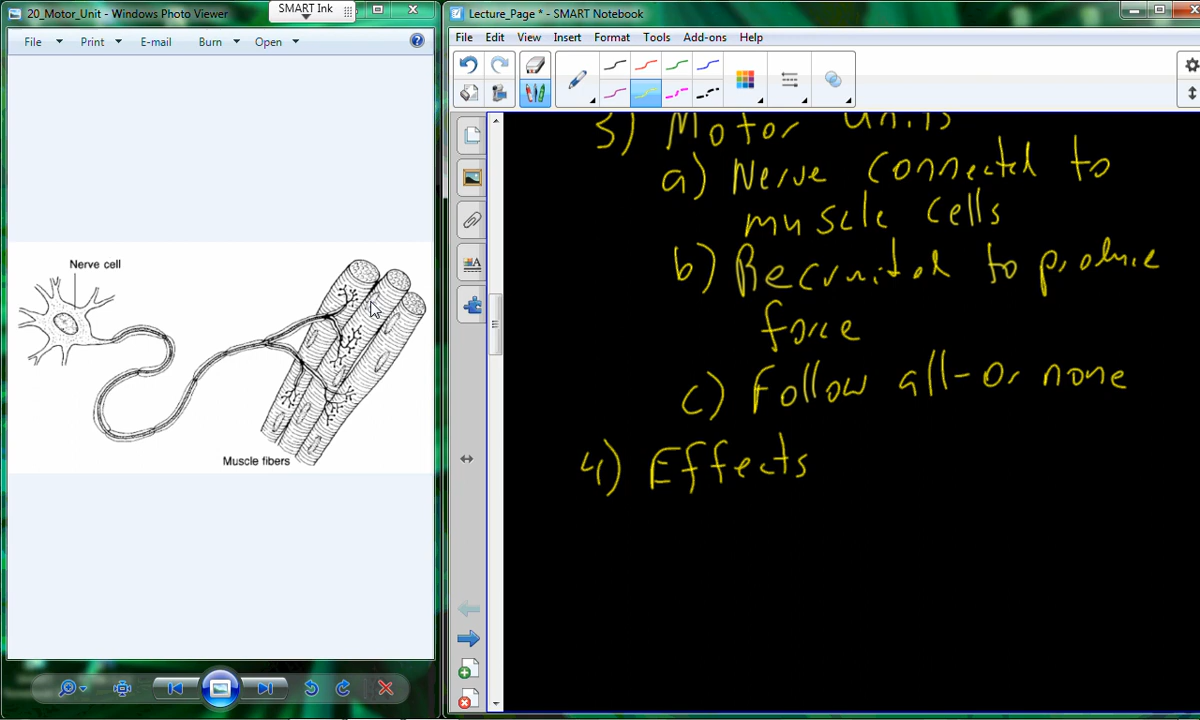 20_Motor_Unit - Windows Photo Viewer
SMART Ink
File Print E-mail Burn Open
Nerve cell
Muscle fibers
Lecture_Page * - SMART Notebook
File Edit View Insert Format Tools Add-ons Help
3) Motor units
a) Nerve connected to
muscle cells
b) Recruited to produce
force
c) Follow all-or none
4) Effects